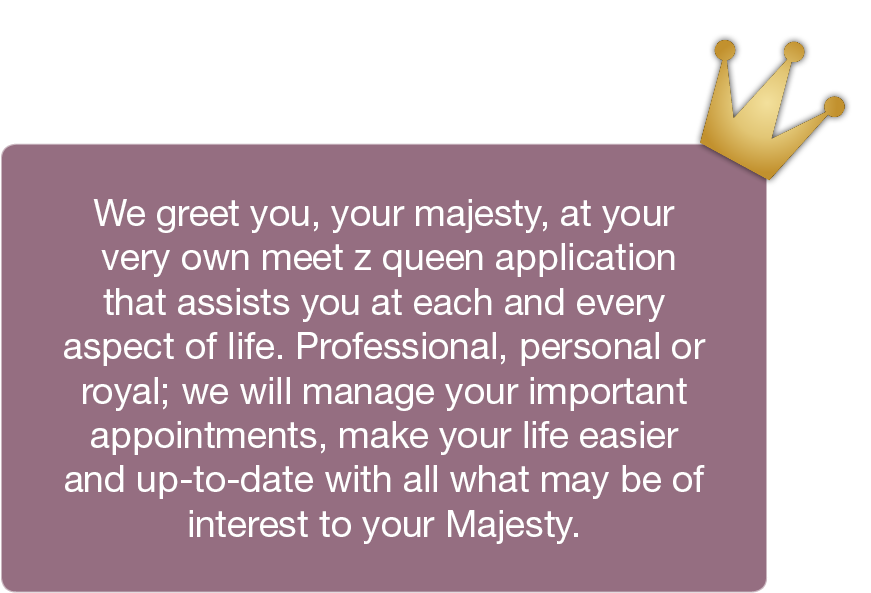 We greet you, your majesty, at your
very own meet z queen application
that assists you at each and every
aspect of life. Professional, personal or
royal; we will manage your important
appointments, make your life easier
and up-to-date with all what may be of
interest to your Majesty.